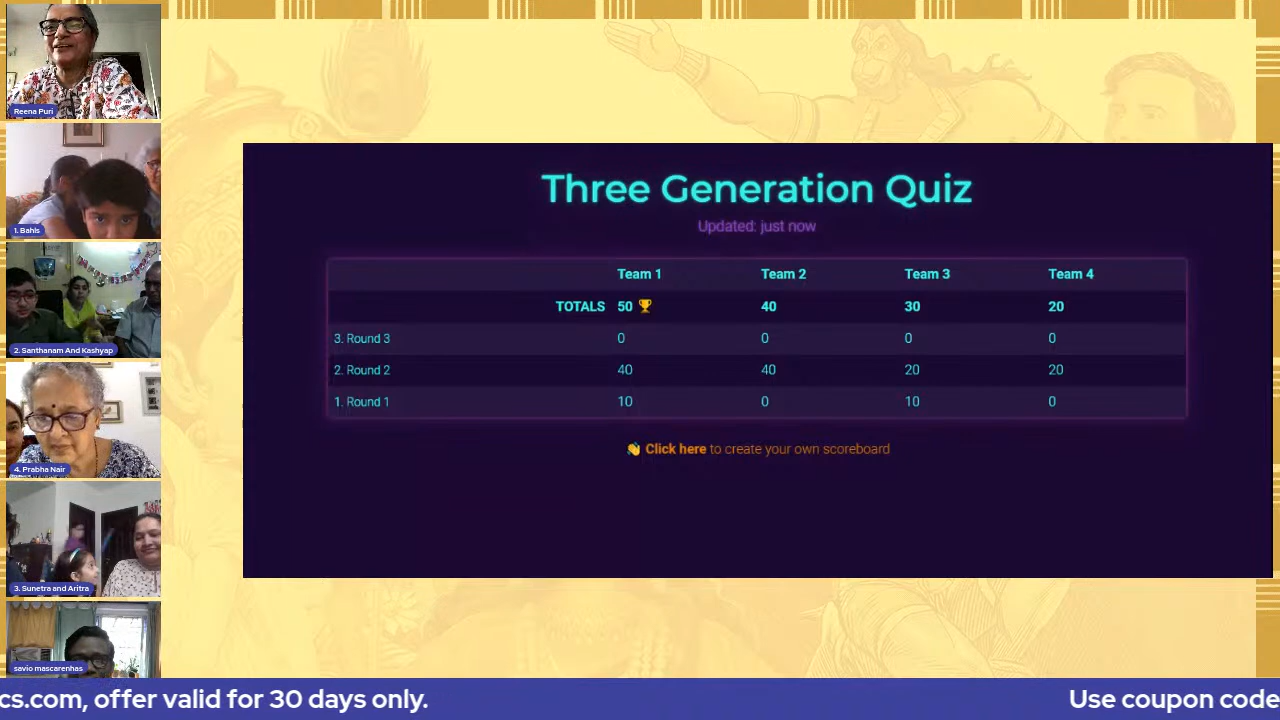 Reena Puri
1. Bahls
2. Santhanam And Kashyap
4. Prabha Nair
3. Sunetra and Aritra
savio mascarenhas
Three Generation Quiz
Updated: just now
Team 1 Team 2 Team 3 Team 4
TOTALS 50 🏆 40 30 20
3. Round 3 0 0 0 0
2. Round 2 40 40 20 20
1. Round 1 10 0 10 0
👋 Click here to create your own scoreboard
cs.com, offer valid for 30 days only. Use coupon code